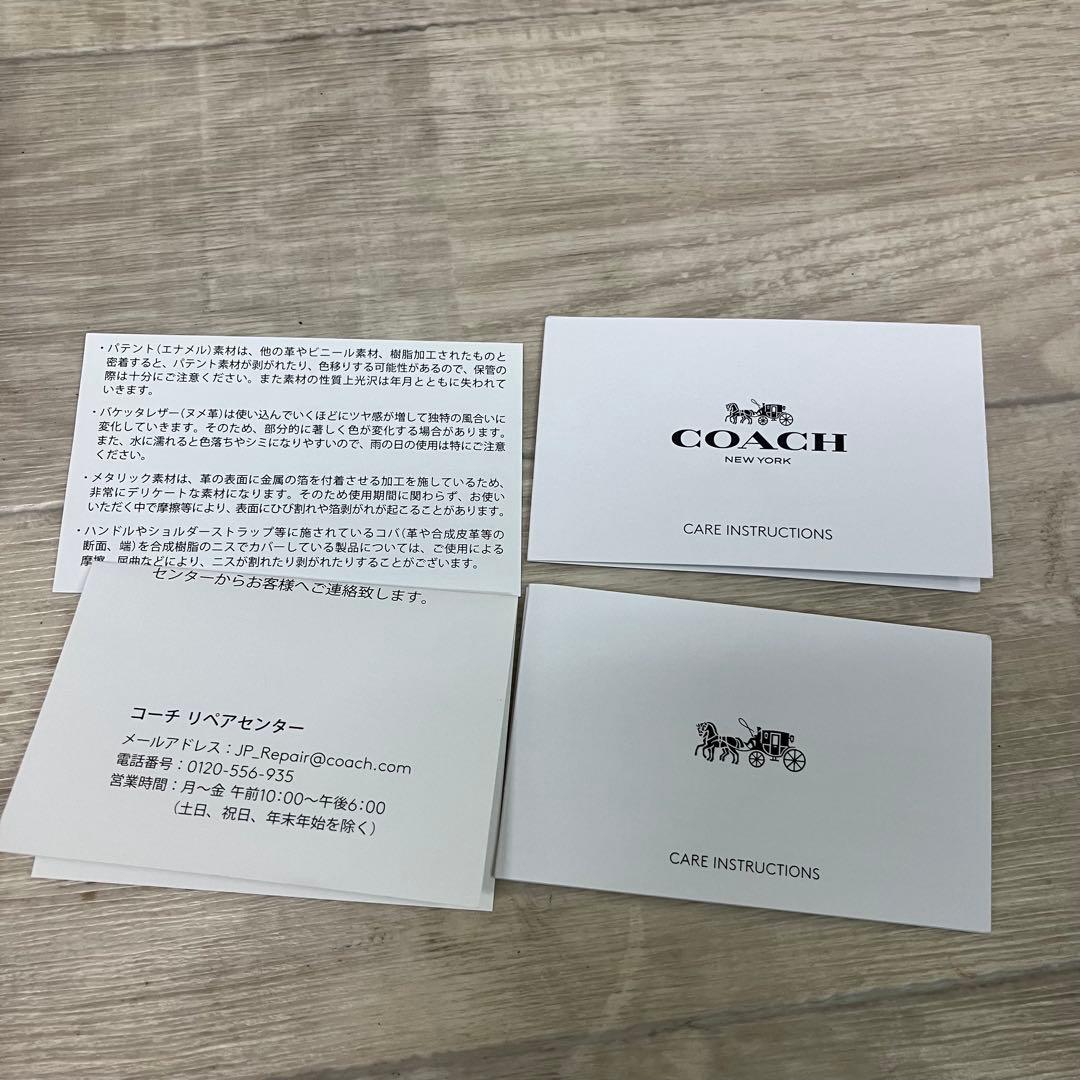 ・パテント(エナメル)素材は、他の革やビニール素材、樹脂加工されたものと
密着すると、パテント素材が剥がれたり、色移りする可能性があるので、保管の
際は十分にご注意ください。また素材の性質上光沢は年月とともに失われて
いきます。
・バケッタレザー(ヌメ革)は使い込んでいくほどにツヤ感が増して独特の風合いに
変化していきます。そのため、部分的に著しく色が変化する場合があります。
また、水に濡れると色落ちやシミになりやすいので、雨の日の使用は特にご注意
ください。
・メタリック素材は、革の表面に金属の箔を付着させる加工を施しているため、
非常にデリケートな素材になります。そのため使用期間に関わらず、お使い
いただく中で摩擦等により、表面にひび割れや箔剥がれが起こることがあります。
・ハンドルやショルダーストラップ等に施されているコバ(革や合成皮革等の
断面、端)を合成樹脂のニスでカバーしている製品については、ご使用による
摩擦、屈曲などにより、ニスが割れたり剥がれたりすることがございます。
センターからお客様へご連絡致します。
コーチ リペアセンター
メールアドレス：JP_Repair@coach.com
電話番号：0120-556-935
営業時間：月〜金 午前10:00〜午後6:00
(土日、祝日、年末年始を除く)
COACH
NEW YORK
CARE INSTRUCTIONS
CARE INSTRUCTIONS